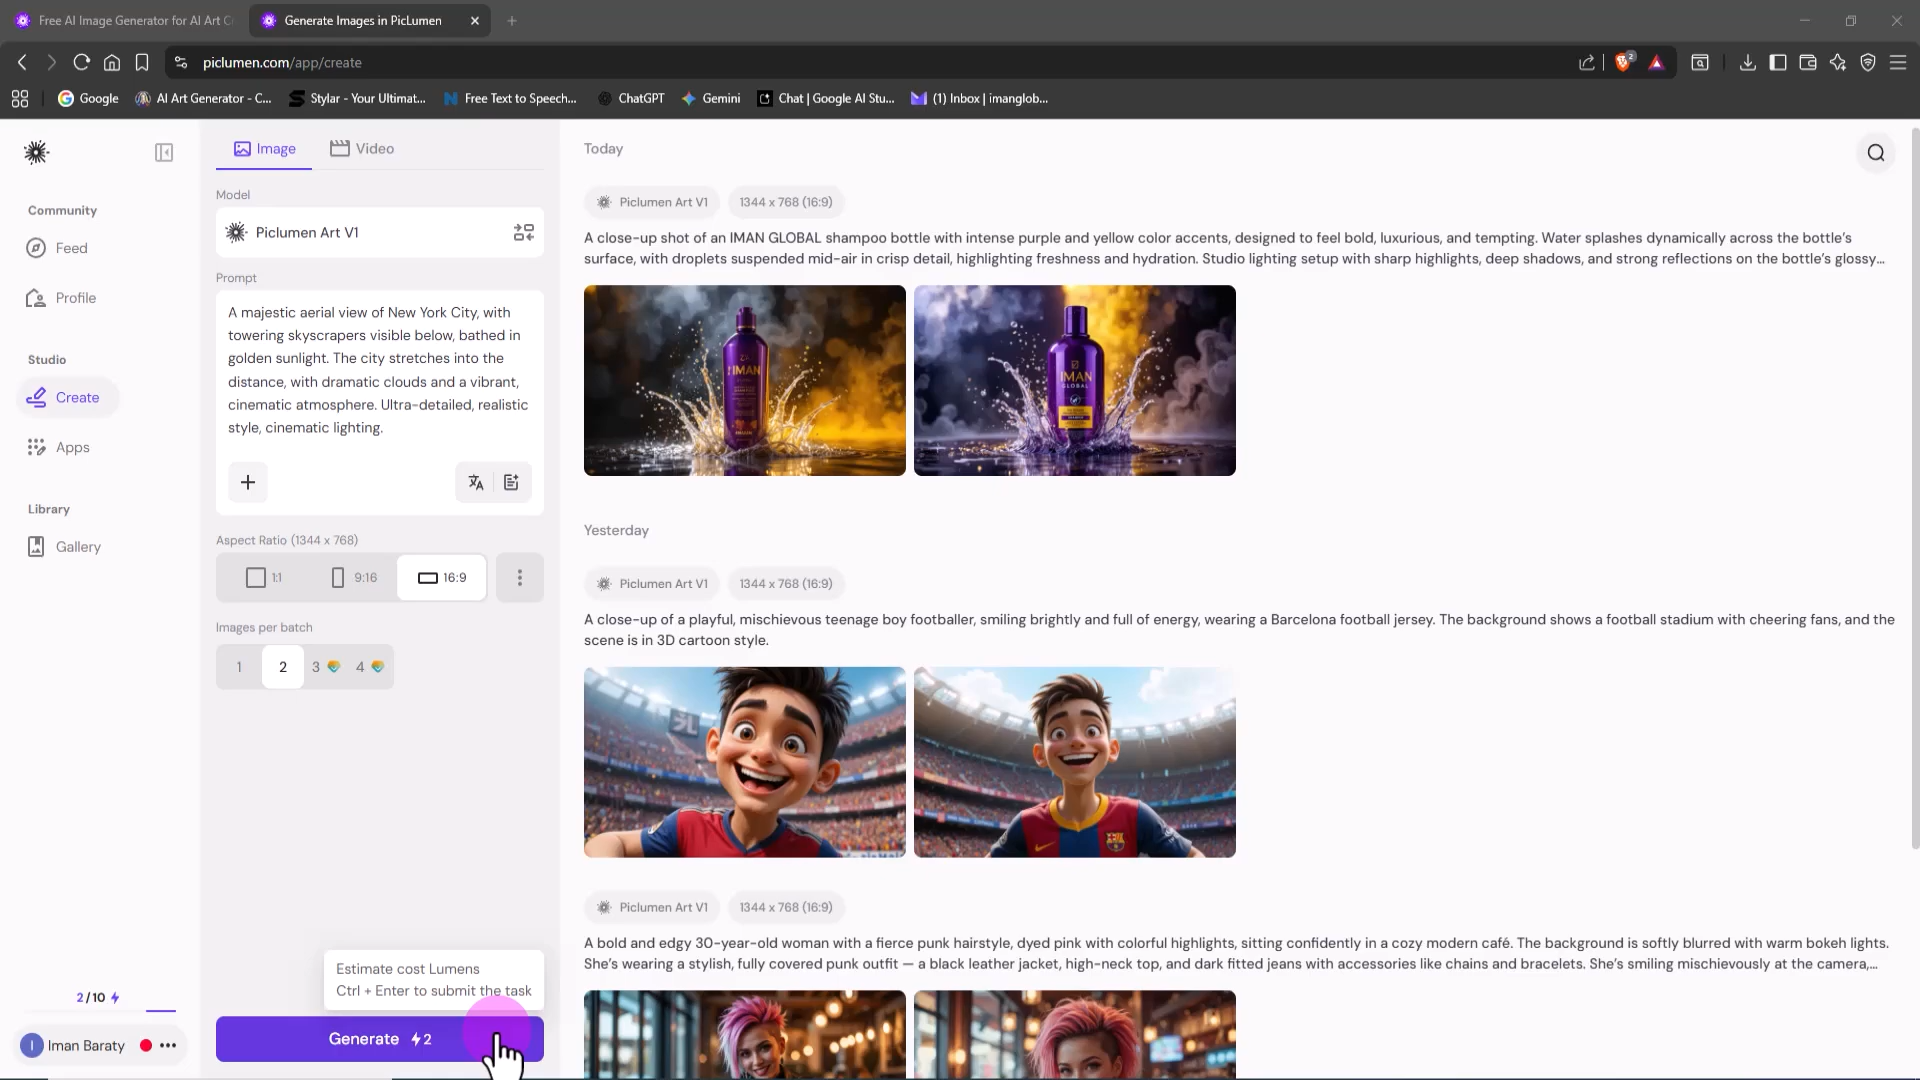 Free AI Image Generator for AI Art C
Generate Images in PicLumen
piclumen.com/app/create
2
Google
AI Art Generator - C...
Stylar - Your Ultimat...
Free Text to Speech...
ChatGPT
Gemini
Chat | Google AI Stu...
(1) Inbox | imanglob...
Community
Feed
Profile
Studio
Create
Apps
Library
Gallery
2/10
I
Iman Baraty
Image
Video
Model
Piclumen Art V1
Prompt
A majestic aerial view of New York City, with
towering skyscrapers visible below, bathed in
golden sunlight. The city stretches into the
distance, with dramatic clouds and a vibrant,
cinematic atmosphere. Ultra-detailed, realistic
style, cinematic lighting.
Aspect Ratio (1344 x 768)
1:1
9:16
16:9
Images per batch
1
2
3
4
Estimate cost Lumens
Ctrl + Enter to submit the task
Generate 2
Today
Piclumen Art V1
1344 x 768 (16:9)
A close-up shot of an IMAN GLOBAL shampoo bottle with intense purple and yellow color accents, designed to feel bold, luxurious, and tempting. Water splashes dynamically across the bottle's
surface, with droplets suspended mid-air in crisp detail, highlighting freshness and hydration. Studio lighting setup with sharp highlights, deep shadows, and strong reflections on the bottle's glossy...
IMAN
IMAN
GLOBAL
Yesterday
Piclumen Art V1
1344 x 768 (16:9)
A close-up of a playful, mischievous teenage boy footballer, smiling brightly and full of energy, wearing a Barcelona football jersey. The background shows a football stadium with cheering fans, and the
scene is in 3D cartoon style.
Piclumen Art V1
1344 x 768 (16:9)
A bold and edgy 30-year-old woman with a fierce punk hairstyle, dyed pink with colorful highlights, sitting confidently in a cozy modern café. The background is softly blurred with warm bokeh lights.
She's wearing a stylish, fully covered punk outfit — a black leather jacket, high-neck top, and dark fitted jeans with accessories like chains and bracelets. She's smiling mischievously at the camera,...